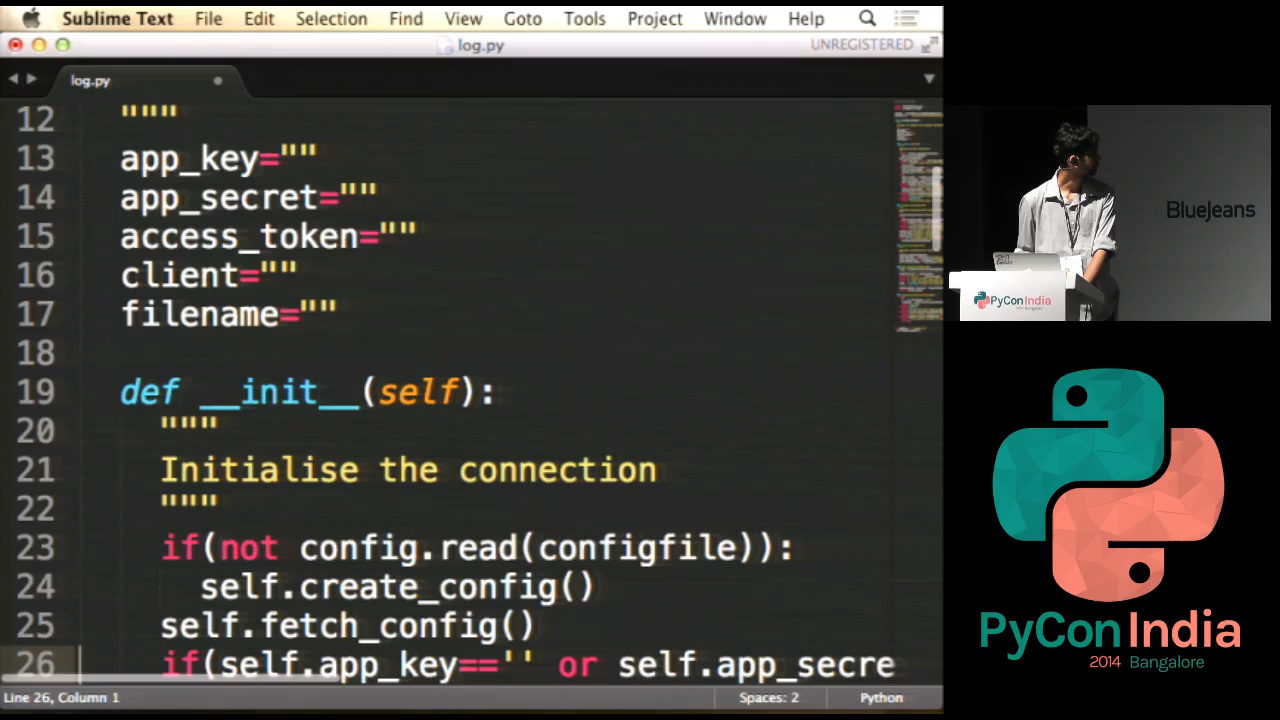 Sublime Text File Edit Selection Find View Goto Tools Project Window Help
log.py
UNREGISTERED
log.py
12 """
13 app_key=""
14 app_secret=""
15 access_token=""
16 client=""
17 filename=""
18
19 def __init__(self):
20 """
21 Initialise the connection
22 """
23 if(not config.read(configfile)):
24 self.create_config()
25 self.fetch_config()
26 if(self.app_key=='' or self.app_secre
Line 26, Column 1
Spaces: 2
Python
BlueJeans
PyCon India
PyCon India
2014 Bangalore